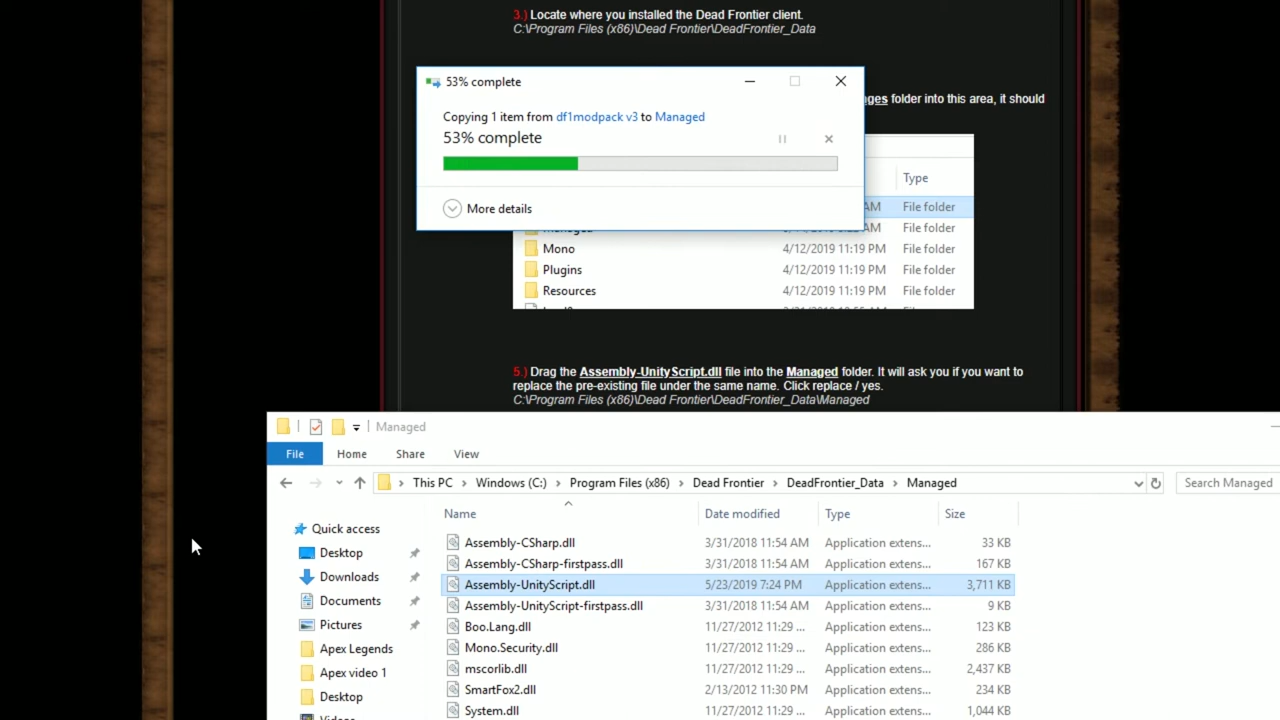 3.) Locate where you installed the Dead Frontier client.
C:\Program Files (x86)\Dead Frontier\DeadFrontier_Data
53% complete
Copying 1 item from df1modpack v3 to Managed
53% complete
More details
folder into this area, it should
Type
AM File folder
File folder
Mono 4/12/2019 11:19 PM File folder
Plugins 4/12/2019 11:19 PM File folder
Resources 4/12/2019 11:19 PM File folder
5.) Drag the Assembly-UnityScript.dll file into the Managed folder. It will ask you if you want to
replace the pre-existing file under the same name. Click replace / yes.
C:\Program Files (x86)\Dead Frontier\DeadFrontier_Data\Managed
Managed
File Home Share View
This PC Windows (C:) Program Files (x86) Dead Frontier DeadFrontier_Data Managed Search Managed
Name Date modified Type Size
Quick access
Desktop
Downloads
Documents
Pictures
Apex Legends
Apex video 1
Desktop
Assembly-CSharp.dll 3/31/2018 11:54 AM Application extens... 33 KB
Assembly-CSharp-firstpass.dll 3/31/2018 11:54 AM Application extens... 167 KB
Assembly-UnityScript.dll 5/23/2019 7:24 PM Application extens... 3,711 KB
Assembly-UnityScript-firstpass.dll 3/31/2018 11:54 AM Application extens... 9 KB
Boo.Lang.dll 11/27/2012 11:29 ... Application extens... 123 KB
Mono.Security.dll 11/27/2012 11:29 ... Application extens... 286 KB
mscorlib.dll 11/27/2012 11:29 ... Application extens... 2,437 KB
SmartFox2.dll 2/13/2012 11:30 PM Application extens... 234 KB
System.dll 11/27/2012 11:29 ... Application extens... 1,044 KB